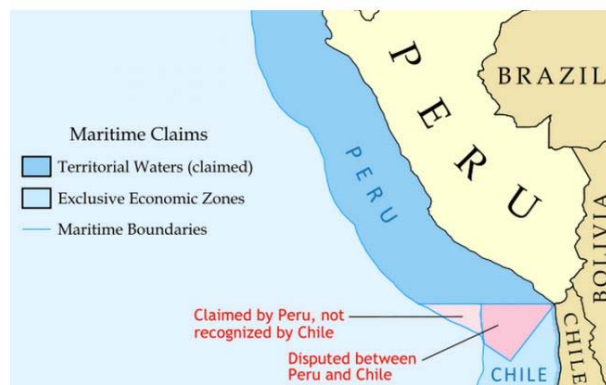 PERU
BRAZIL
Maritime Claims
Territorial Waters (claimed)
Exclusive Economic Zones
Maritime Boundaries
PERU
BOLIVIA
Claimed by Peru, not
recognized by Chile
Disputed between
Peru and Chile
CHILE
CHILE